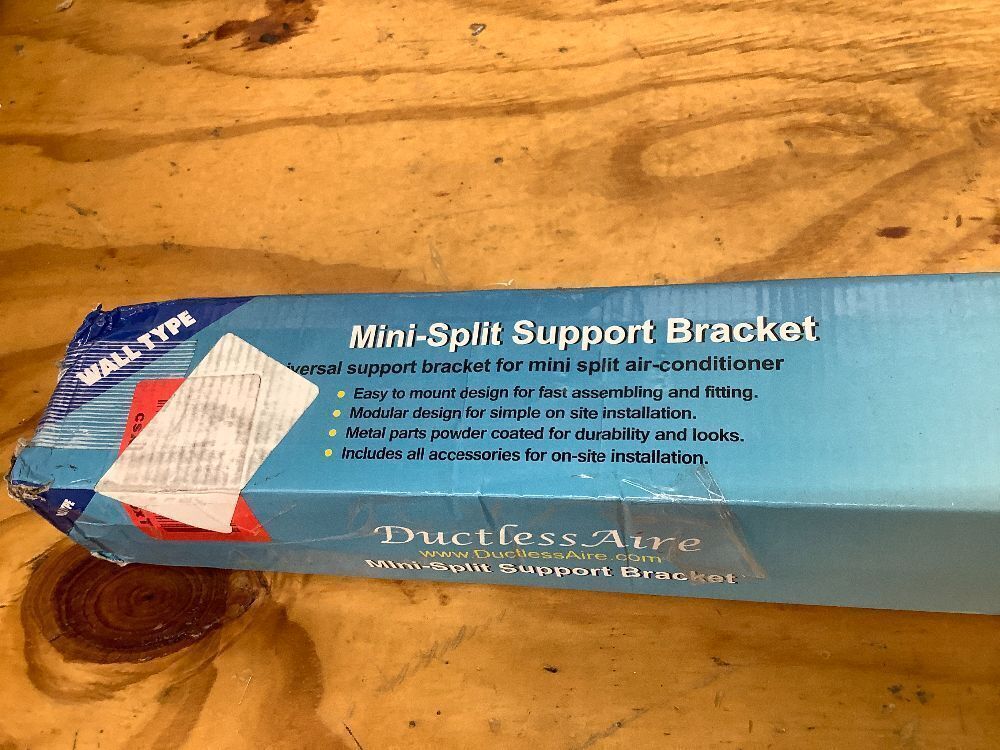 WALL TYPE
Mini-Split Support Bracket
iversal support bracket for mini split air-conditioner
Easy to mount design for fast assembling and fitting.
Modular design for simple on site installation.
Metal parts powder coated for durability and looks.
Includes all accessories for on-site installation.
DuctlessAire
www.DuctlessAire.com
Mini-Split Support Bracket